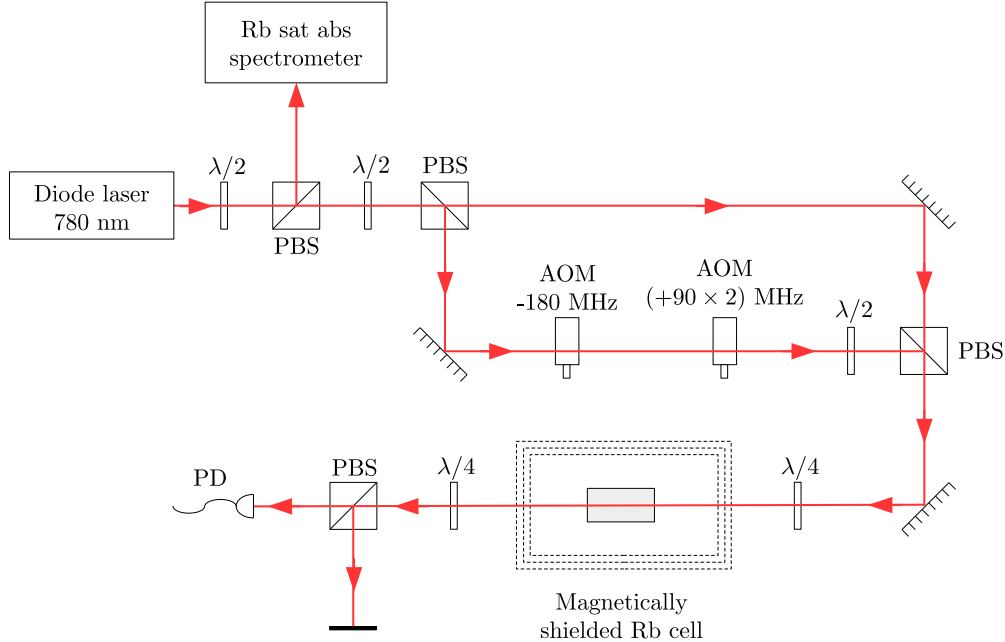 Rb sat abs
spectrometer
λ/2
λ/2
PBS
Diode laser
780 nm
PBS
AOM
-180 MHz
AOM
(+90 × 2) MHz
λ/2
PBS
PD
PBS
λ/4
λ/4
Magnetically
shielded Rb cell